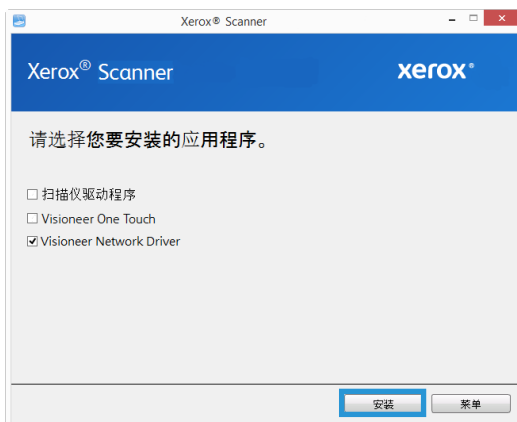 Xerox® Scanner
Xerox® Scanner
xerox®
请选择您要安装的应用程序。
扫描仪驱动程序
Visioneer One Touch
Visioneer Network Driver
安装
菜单